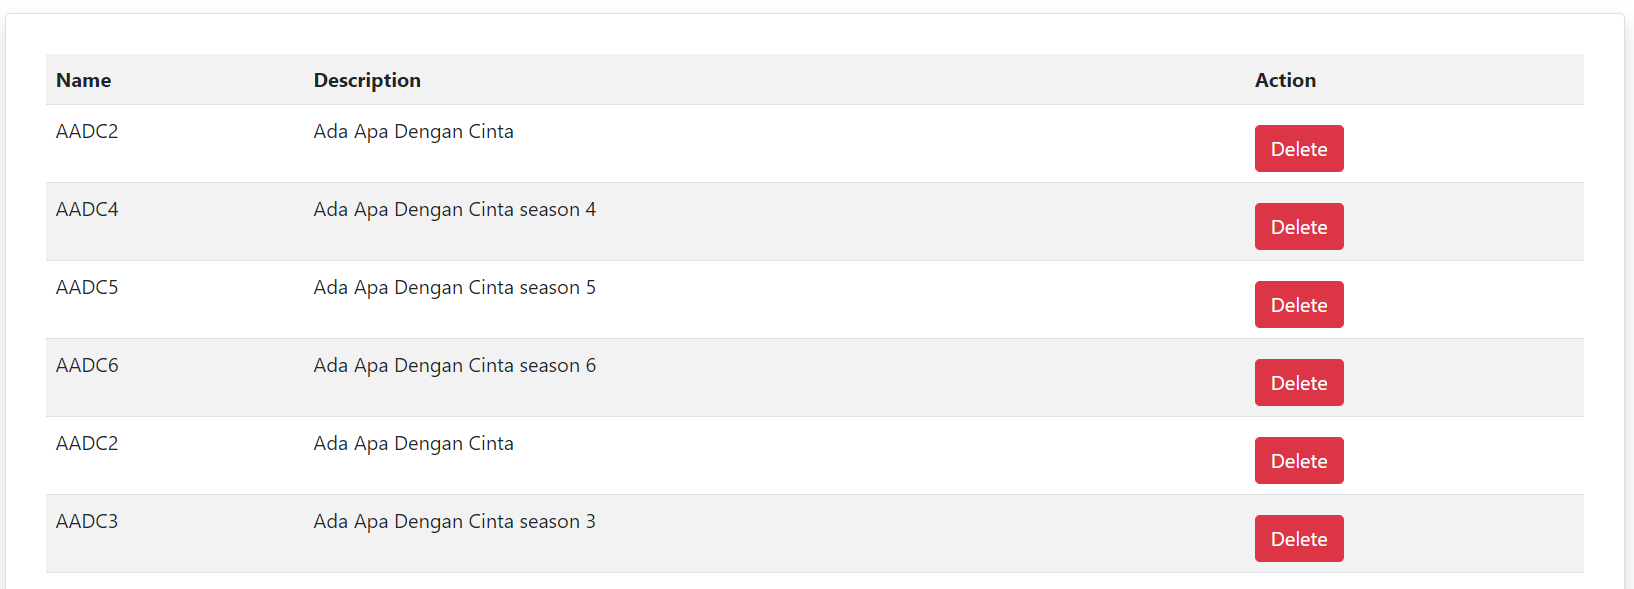 Name Description Action
AADC2 Ada Apa Dengan Cinta Delete
AADC4 Ada Apa Dengan Cinta season 4 Delete
AADC5 Ada Apa Dengan Cinta season 5 Delete
AADC6 Ada Apa Dengan Cinta season 6 Delete
AADC2 Ada Apa Dengan Cinta Delete
AADC3 Ada Apa Dengan Cinta season 3 Delete